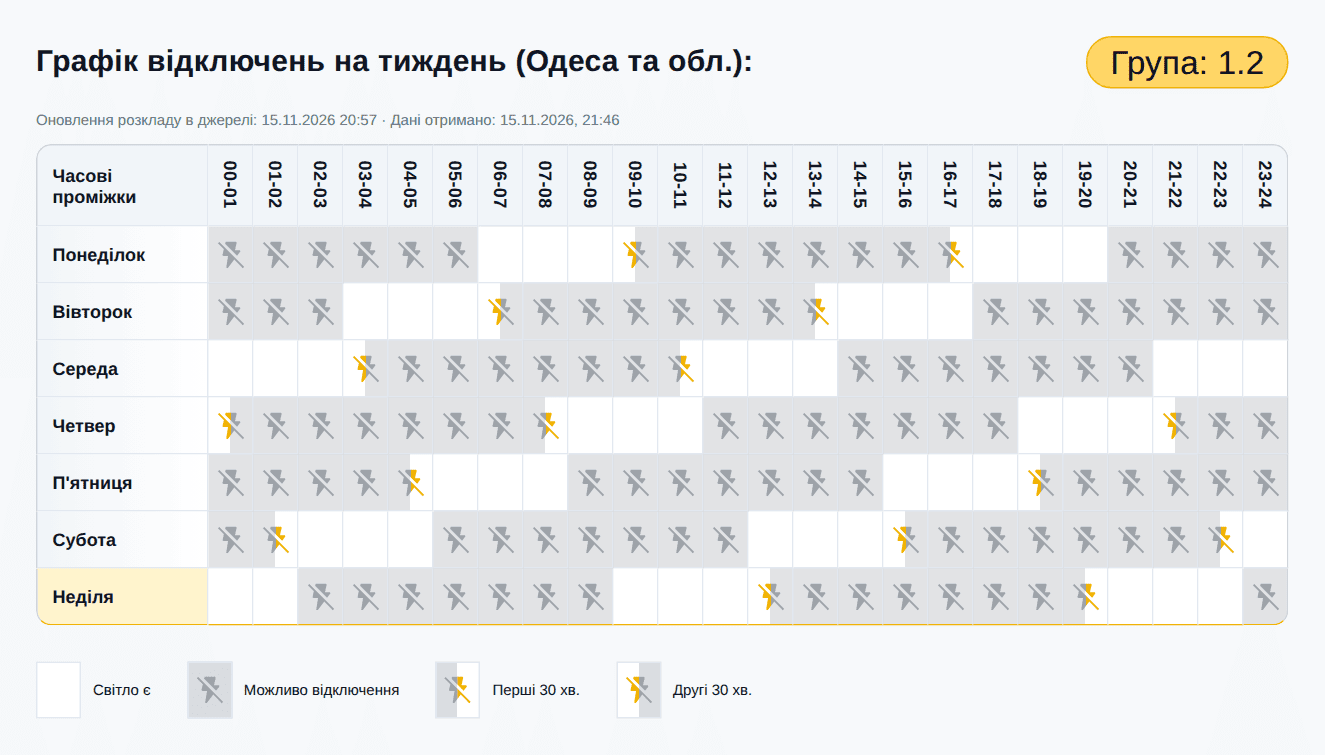 Графік відключень на тиждень (Одеса та обл.):
Група: 1.2
Оновлення розкладу в джерелі: 15.11.2026 20:57 · Дані отримано: 15.11.2026, 21:46
Часові
проміжки
00-01 01-02 02-03 03-04 04-05 05-06 06-07 07-08 08-09 09-10 10-11 11-12 12-13 13-14 14-15 15-16 16-17 17-18 18-19 19-20 20-21 21-22 22-23 23-24
Понеділок
Вівторок
Середа
Четвер
П'ятниця
Субота
Неділя
Світло є
Можливо відключення
Перші 30 хв.
Другі 30 хв.